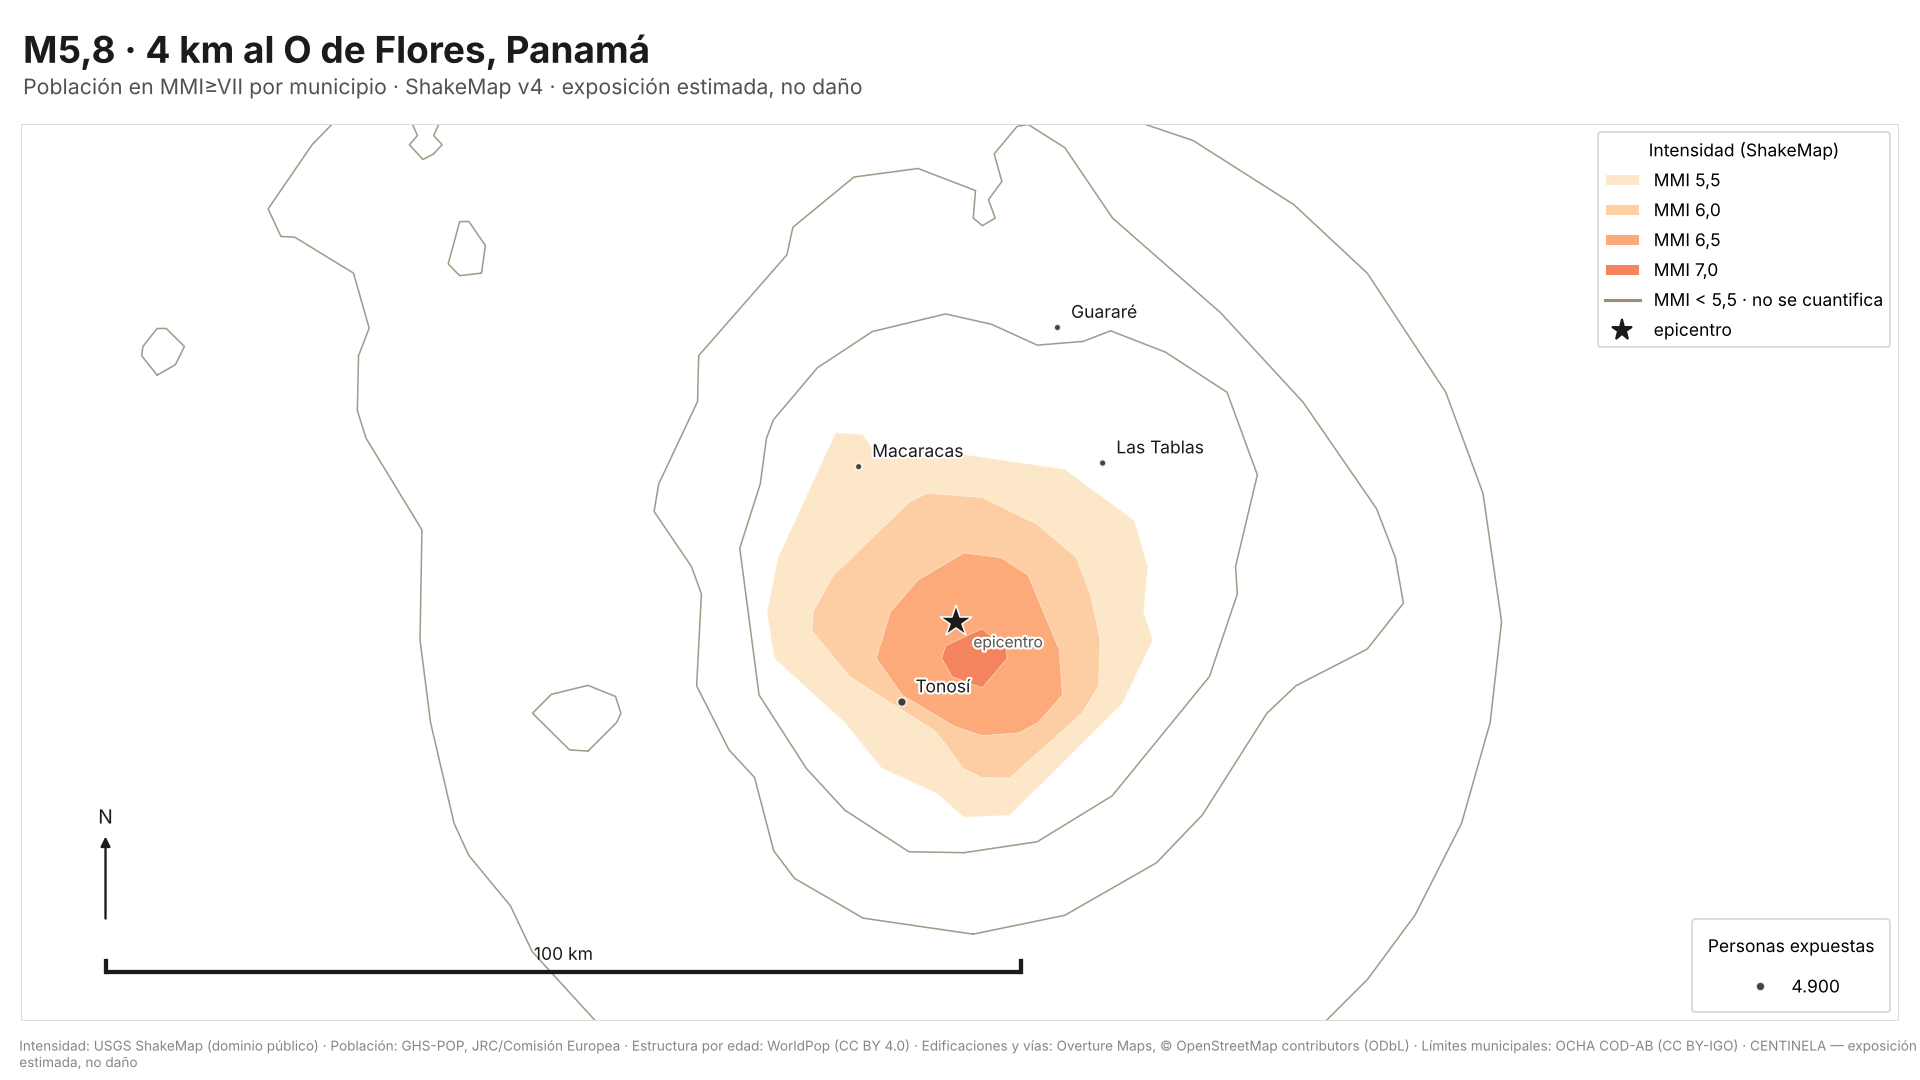 M5,8 · 4 km al O de Flores, Panamá
Población en MMI≥VII por municipio · ShakeMap v4 · exposición estimada, no daño
Intensidad (ShakeMap)
MMI 5,5
MMI 6,0
MMI 6,5
MMI 7,0
MMI < 5,5 · no se cuantifica
epicentro
Guararé
Macaracas
Las Tablas
epicentro
Tonosí
N
100 km
Personas expuestas
4.900
Intensidad: USGS ShakeMap (dominio público) · Población: GHS-POP, JRC/Comisión Europea · Estructura por edad: WorldPop (CC BY 4.0) · Edificaciones y vías: Overture Maps, © OpenStreetMap contributors (ODbL) · Límites municipales: OCHA COD-AB (CC BY-IGO) · CENTINELA — exposición
estimada, no daño